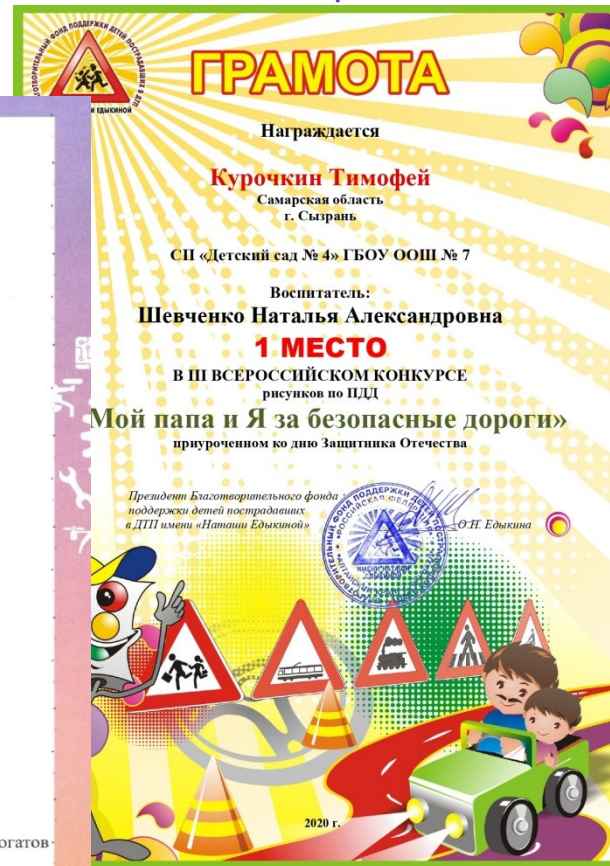 ГРАМОТА
Награждается
Курочкин Тимофей
Самарская область
г. Сызрань
СП «Детский сад № 4» ГБОУ ООШ № 7
Воспитатель:
Шевченко Наталья Александровна
1 МЕСТО
В III ВСЕРОССИЙСКОМ КОНКУРСЕ
рисунков по ПДД
Мой папа и Я за безопасные дороги»
приуроченном ко дню Защитника Отечества
Президент Благотворительного фонда
поддержки детей пострадавших
в ДТП имени «Наташи Едыкиной»
О.Н. Едыкина
2020 г.